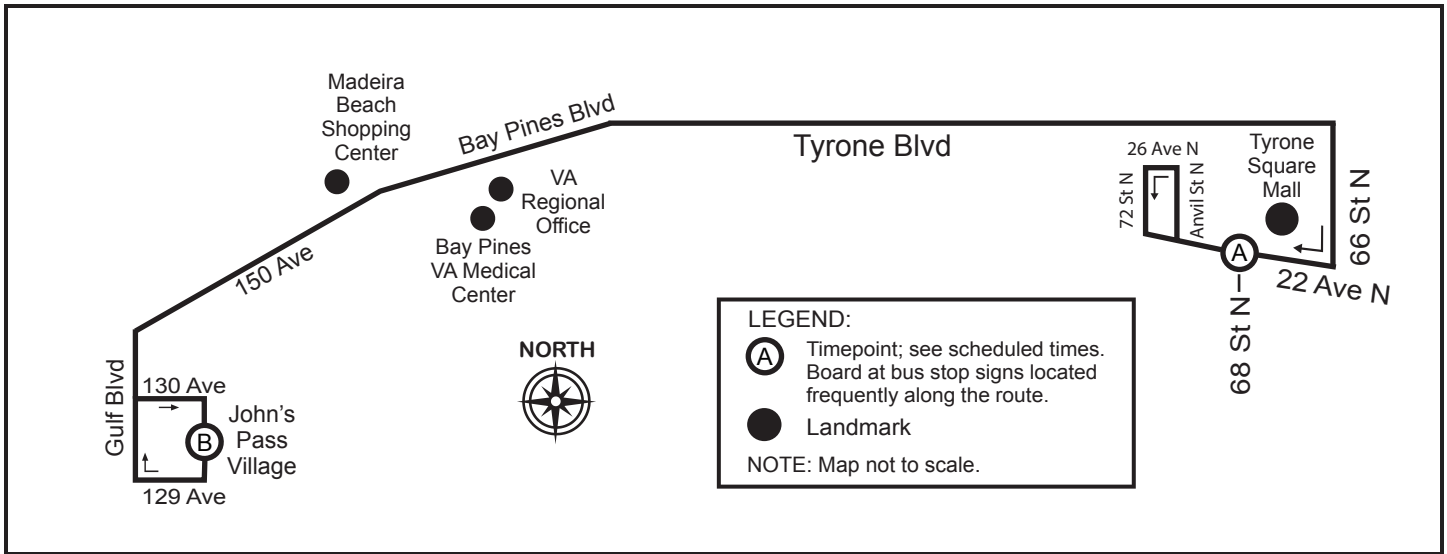 Madeira
Beach
Shopping
Center
Bay Pines Blvd
VA
Regional
Office
Bay Pines
VA Medical
Center
150 Ave
Tyrone Blvd
26 Ave N
72 St N
Anvil St N
Tyrone
Square
Mall
66 St N
A
22 Ave N
68 St N
Gulf Blvd
130 Ave
B
John's
Pass
Village
129 Ave
NORTH
LEGEND:
A
Timepoint; see scheduled times.
Board at bus stop signs located
frequently along the route.
Landmark
NOTE: Map not to scale.